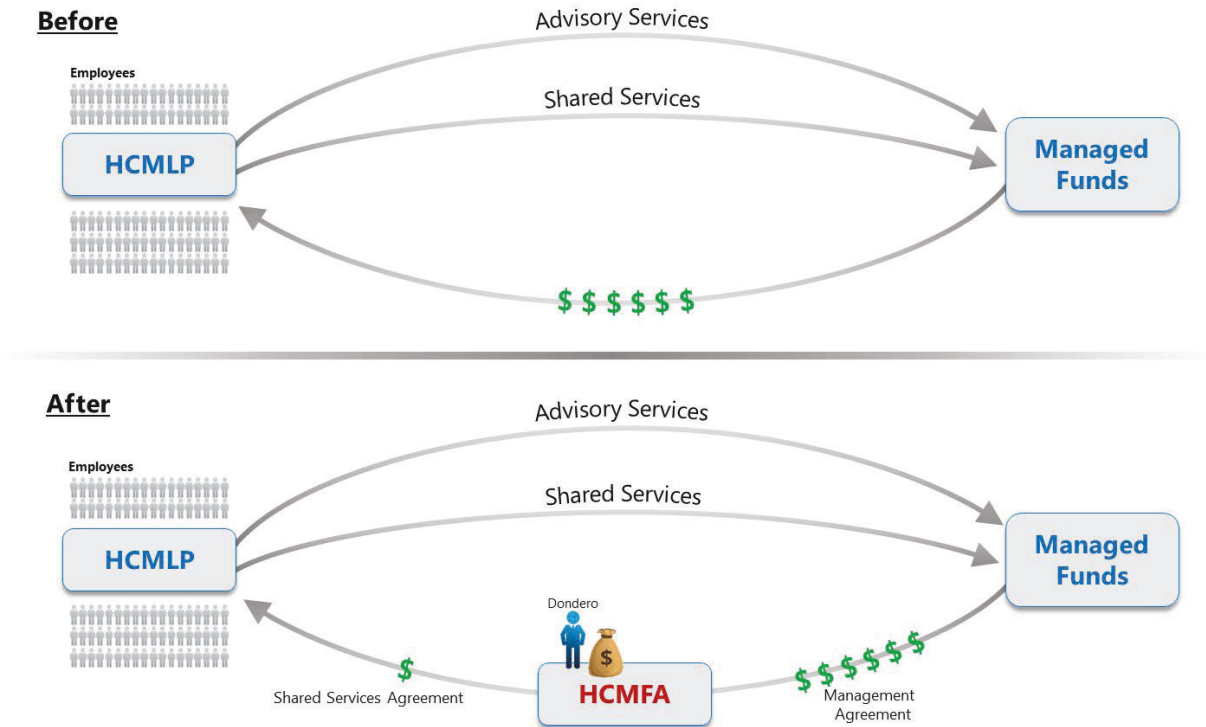 Before
Advisory Services
Employees
Shared Services
HCMLP
Managed
Funds
$ $ $ $ $ $
After
Advisory Services
Employees
Shared Services
HCMLP
Managed
Funds
Dondero
$
$
$ $ $ $ $ $
Shared Services Agreement
HCMFA
Management
Agreement